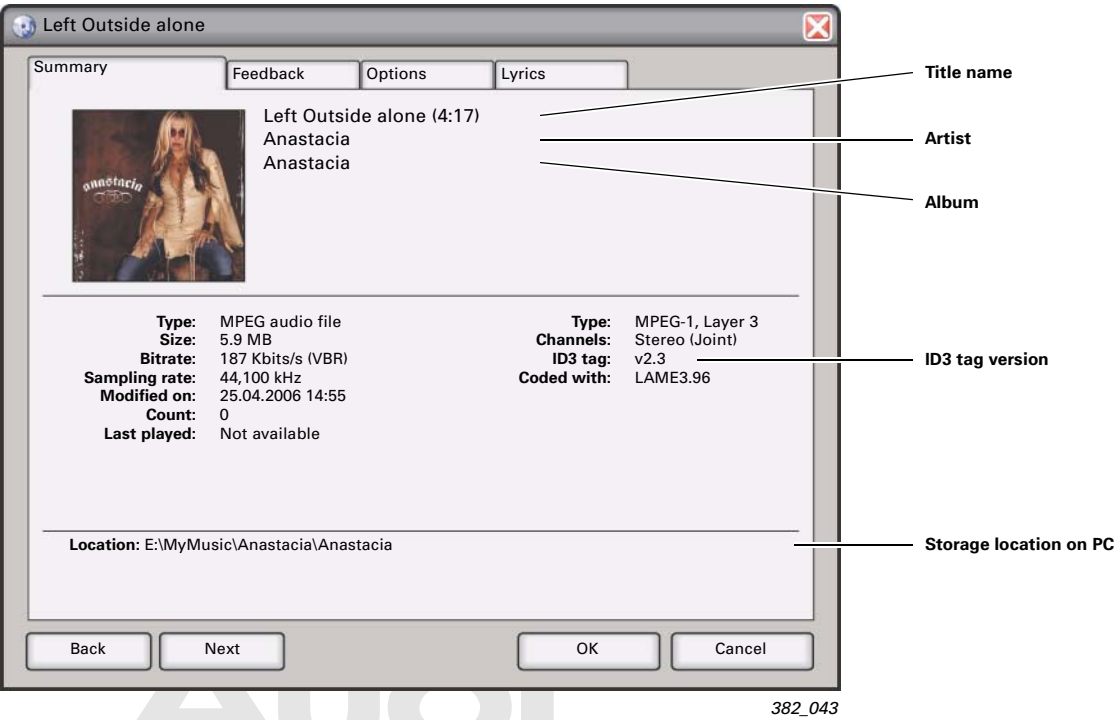 Left Outside alone
Summary
Feedback
Options
Lyrics
Title name
Left Outside alone (4:17)
Anastacia
Artist
Anastacia
Album
anastacia
Type: MPEG audio file
Size: 5.9 MB
Bitrate: 187 Kbits/s (VBR)
Sampling rate: 44,100 kHz
Modified on: 25.04.2006 14:55
Count: 0
Last played: Not available
Type: MPEG-1, Layer 3
Channels: Stereo (Joint)
ID3 tag: v2.3
Coded with: LAME3.96
ID3 tag version
Location: E:\MyMusic\Anastacia\Anastacia
Storage location on PC
Back
Next
OK
Cancel
382_043
Audi